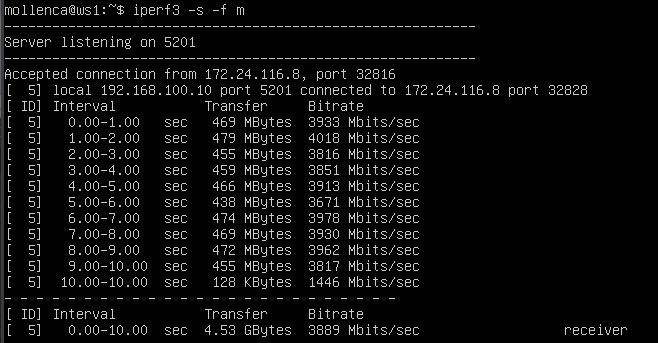 mollenca@ws1:~$ iperf3 -s -f m
-----------------------------------------------------------
Server listening on 5201
-----------------------------------------------------------
Accepted connection from 172.24.116.8, port 32816
[  5] local 192.168.100.10 port 5201 connected to 172.24.116.8 port 32828
[ ID] Interval           Transfer     Bitrate
[  5]   0.00-1.00   sec   469 MBytes  3933 Mbits/sec
[  5]   1.00-2.00   sec   479 MBytes  4018 Mbits/sec
[  5]   2.00-3.00   sec   455 MBytes  3816 Mbits/sec
[  5]   3.00-4.00   sec   459 MBytes  3851 Mbits/sec
[  5]   4.00-5.00   sec   466 MBytes  3913 Mbits/sec
[  5]   5.00-6.00   sec   438 MBytes  3671 Mbits/sec
[  5]   6.00-7.00   sec   474 MBytes  3978 Mbits/sec
[  5]   7.00-8.00   sec   469 MBytes  3930 Mbits/sec
[  5]   8.00-9.00   sec   472 MBytes  3962 Mbits/sec
[  5]   9.00-10.00  sec   455 MBytes  3817 Mbits/sec
[  5]  10.00-10.00  sec   128 KBytes  1446 Mbits/sec
- - - - - - - - - - - - - - - - - - - - - - - - -
[ ID] Interval           Transfer     Bitrate
[  5]   0.00-10.00  sec  4.53 GBytes  3889 Mbits/sec                  receiver